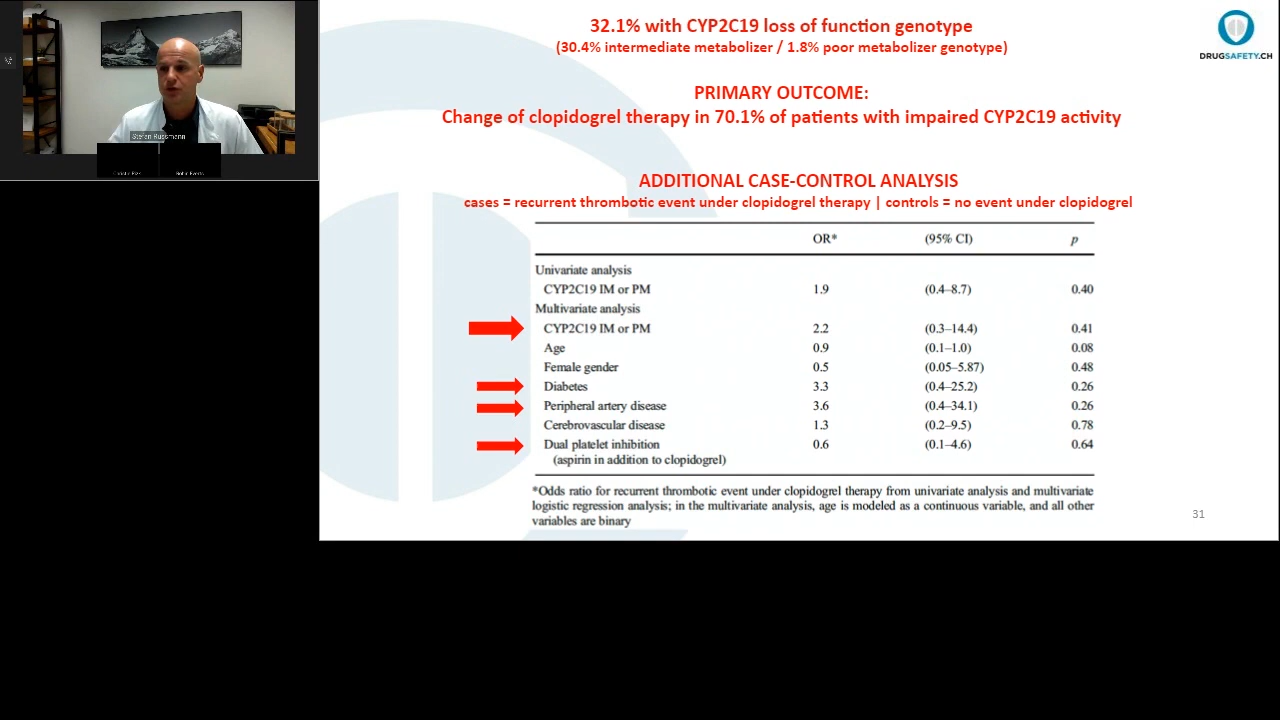 32.1% with CYP2C19 loss of function genotype
(30.4% intermediate metabolizer / 1.8% poor metabolizer genotype)
DRUGSAFETY.CH
PRIMARY OUTCOME:
Change of clopidogrel therapy in 70.1% of patients with impaired CYP2C19 activity
Stefan Russmann
ADDITIONAL CASE-CONTROL ANALYSIS
cases = recurrent thrombotic event under clopidogrel therapy | controls = no event under clopidogrel
OR* (95% CI) p
Univariate analysis
CYP2C19 IM or PM 1.9 (0.4–8.7) 0.40
Multivariate analysis
CYP2C19 IM or PM 2.2 (0.3–14.4) 0.41
Age 0.9 (0.1–1.0) 0.08
Female gender 0.5 (0.05–5.87) 0.48
Diabetes 3.3 (0.4–25.2) 0.26
Peripheral artery disease 3.6 (0.4–34.1) 0.26
Cerebrovascular disease 1.3 (0.2–9.5) 0.78
Dual platelet inhibition 0.6 (0.1–4.6) 0.64
(aspirin in addition to clopidogrel)
*Odds ratio for recurrent thrombotic event under clopidogrel therapy from univariate analysis and multivariate
logistic regression analysis; in the multivariate analysis, age is modeled as a continuous variable, and all other
variables are binary
31